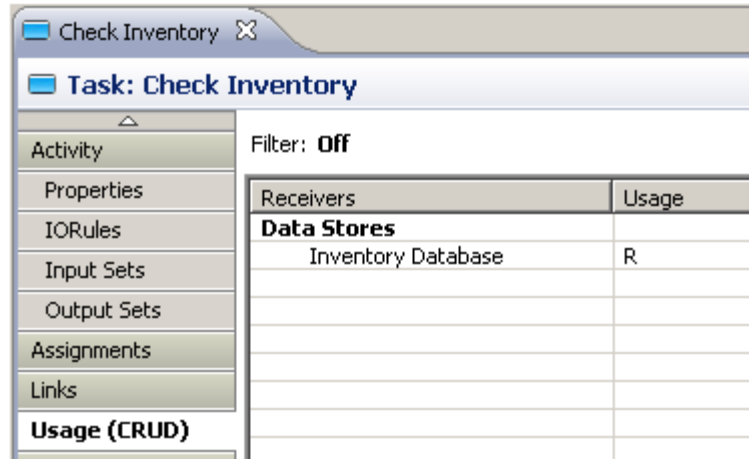 Check Inventory
Task: Check Inventory
Activity
Properties
IORules
Input Sets
Output Sets
Assignments
Links
Usage (CRUD)
Filter: Off
Receivers Usage
Data Stores
Inventory Database R